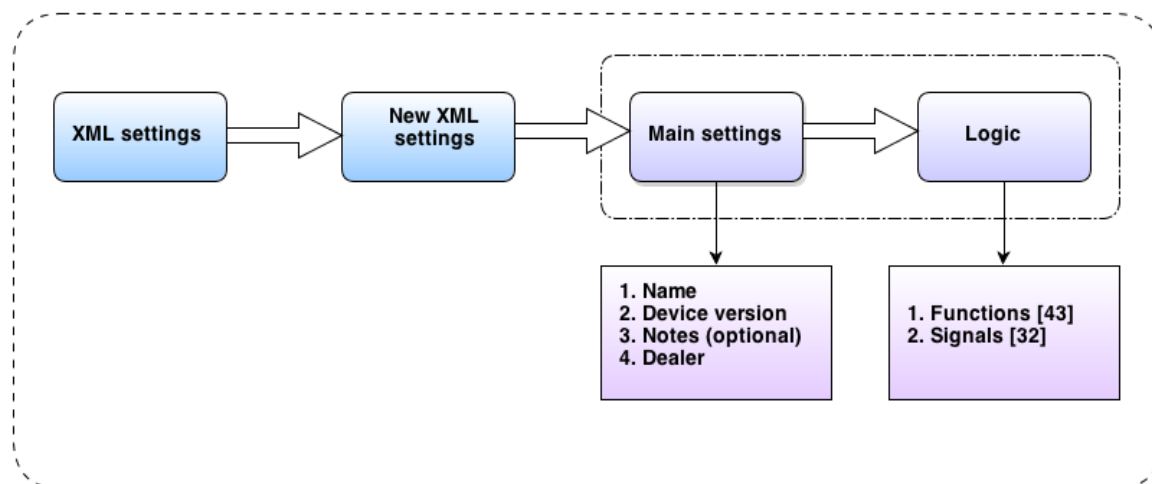 XML settings
New XML
settings
Main settings
Logic
1. Name
2. Device version
3. Notes (optional)
4. Dealer
1. Functions [43]
2. Signals [32]